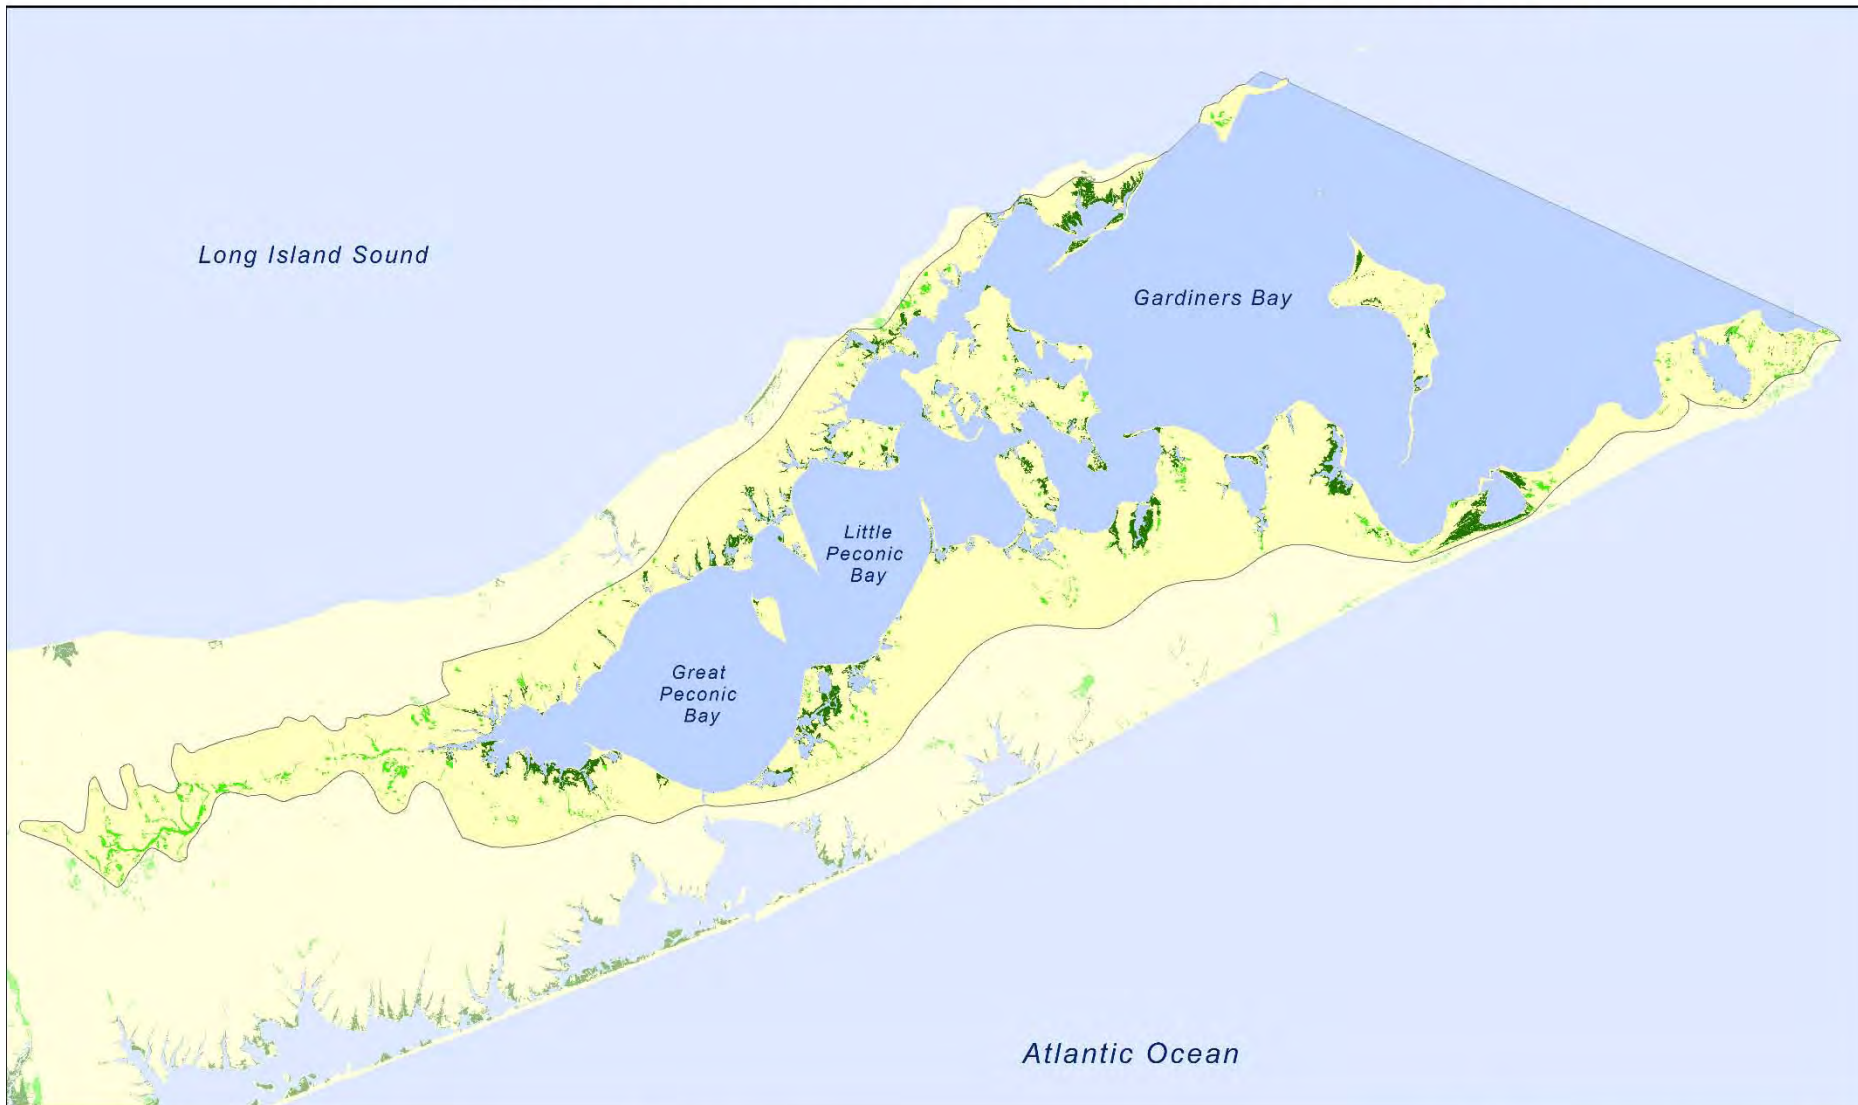 Long Island Sound
Gardiners Bay
Little
Peconic
Bay
Great
Peconic
Bay
Atlantic Ocean